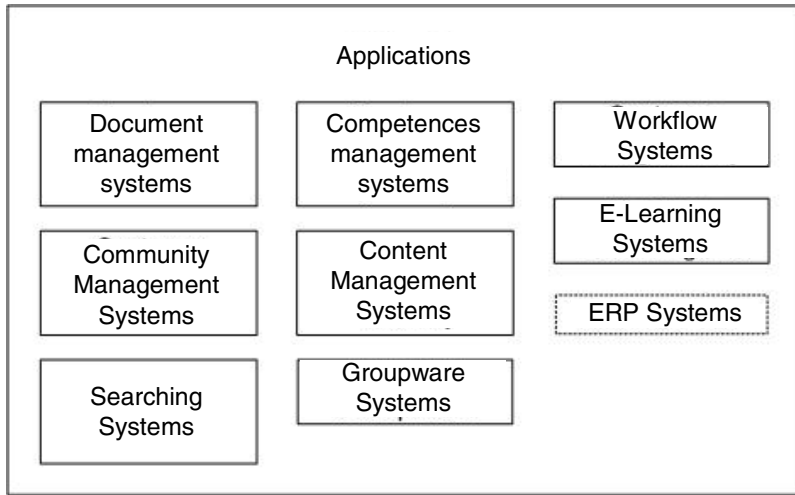 Applications
Document
management
systems
Competences
management
systems
Workflow
Systems
Community
Management
Systems
Content
Management
Systems
E-Learning
Systems
ERP Systems
Searching
Systems
Groupware
Systems